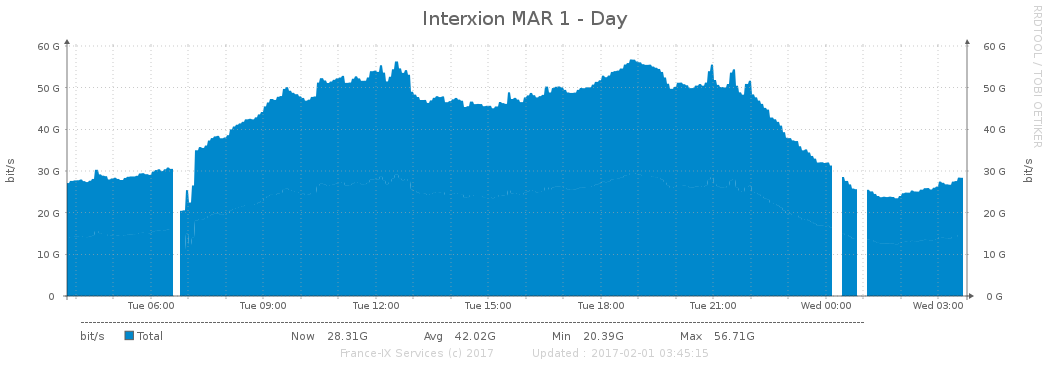 Interxion MAR 1 - Day
RRDTOOL / TOBI OETIKER
60 G 60 G
50 G 50 G
40 G 40 G
30 G 30 G
20 G 20 G
10 G 10 G
0 0 G
bit/s
bit/s
Tue 06:00 Tue 09:00 Tue 12:00 Tue 15:00 Tue 18:00 Tue 21:00 Wed 00:00 Wed 03:00
bit/s Total Now 28.31G Avg 42.02G Min 20.39G Max 56.71G
France-IX Services (c) 2017 Updated : 2017-02-01 03:45:15